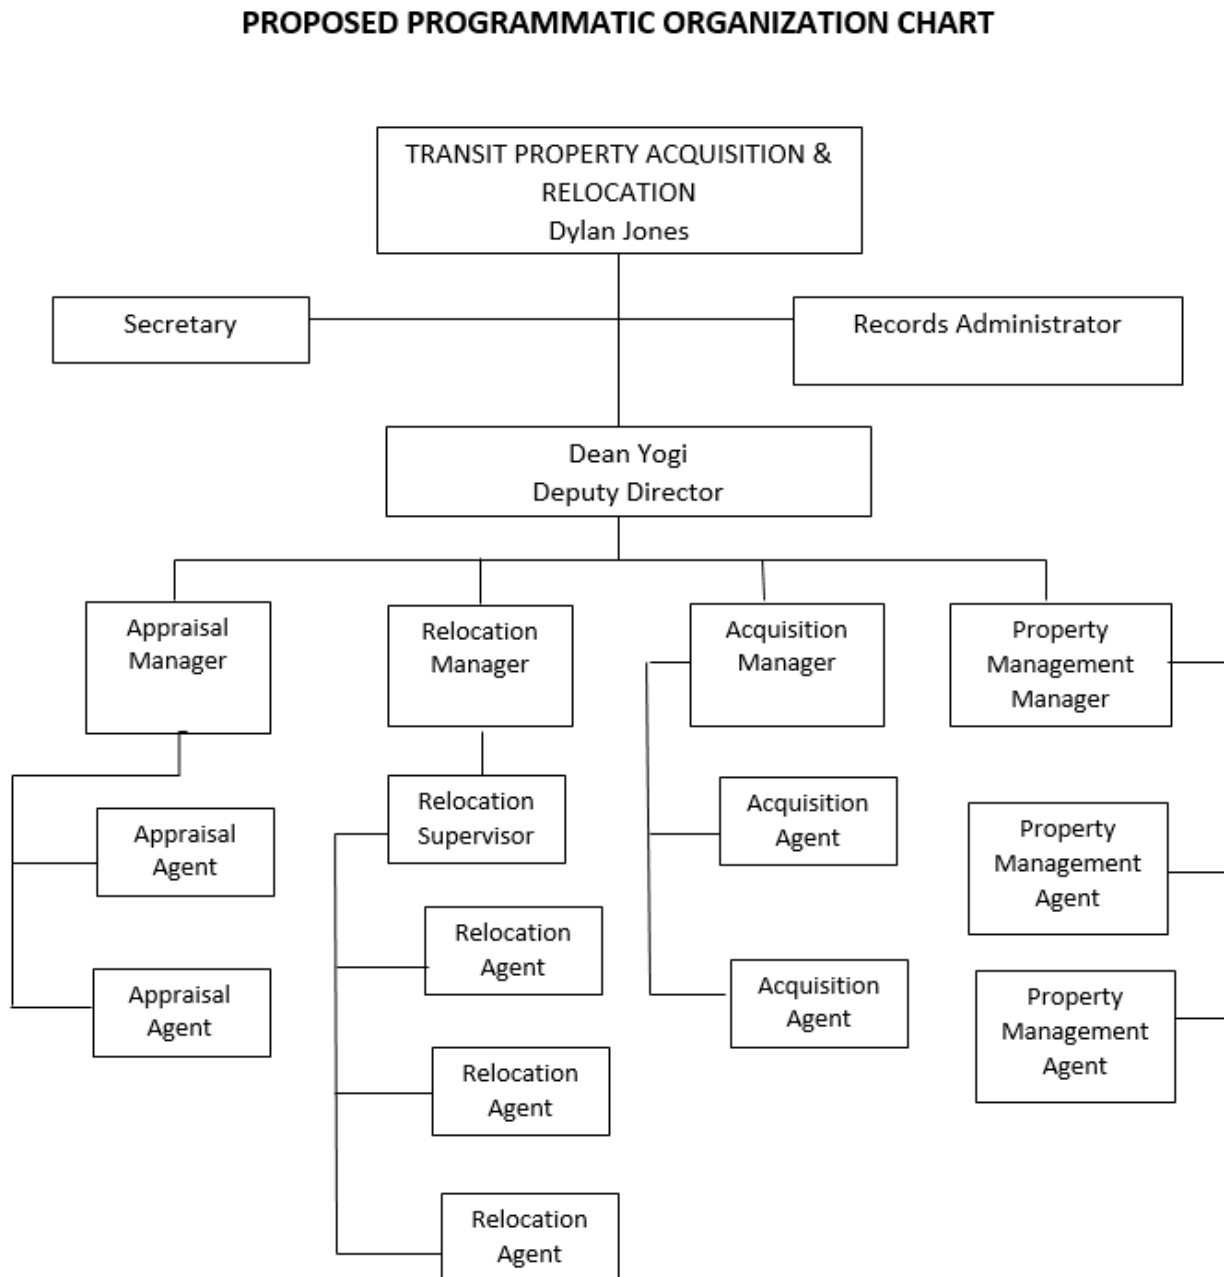 PROPOSED PROGRAMMATIC ORGANIZATION CHART
TRANSIT PROPERTY ACQUISITION &
RELOCATION
Dylan Jones
Secretary
Records Administrator
Dean Yogi
Deputy Director
Appraisal
Manager
Relocation
Manager
Acquisition
Manager
Property
Management
Manager
Appraisal
Agent
Appraisal
Agent
Relocation
Supervisor
Relocation
Agent
Relocation
Agent
Relocation
Agent
Acquisition
Agent
Acquisition
Agent
Property
Management
Agent
Property
Management
Agent